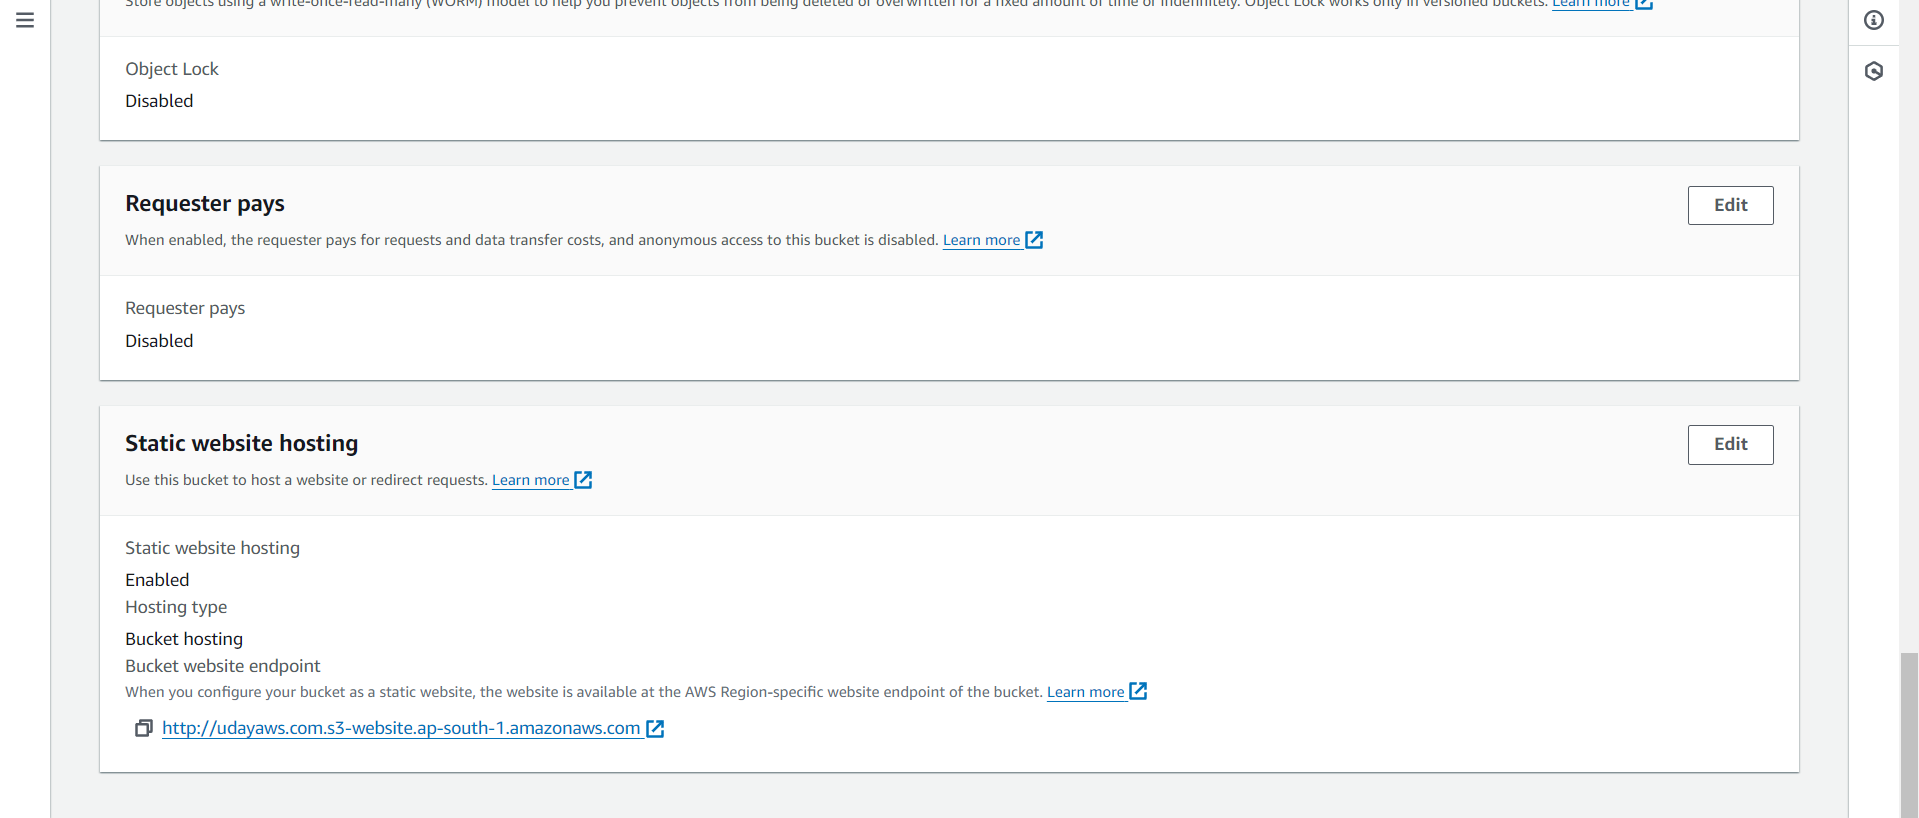 Store objects using a write-once-read-many (WORM) model to help you prevent objects from being deleted or overwritten for a fixed amount of time or indefinitely. Object Lock works only in versioned buckets. Learn more
Object Lock
Disabled
Requester pays
Edit
When enabled, the requester pays for requests and data transfer costs, and anonymous access to this bucket is disabled. Learn more
Requester pays
Disabled
Static website hosting
Edit
Use this bucket to host a website or redirect requests. Learn more
Static website hosting
Enabled
Hosting type
Bucket hosting
Bucket website endpoint
When you configure your bucket as a static website, the website is available at the AWS Region-specific website endpoint of the bucket. Learn more
http://udayaws.com.s3-website.ap-south-1.amazonaws.com